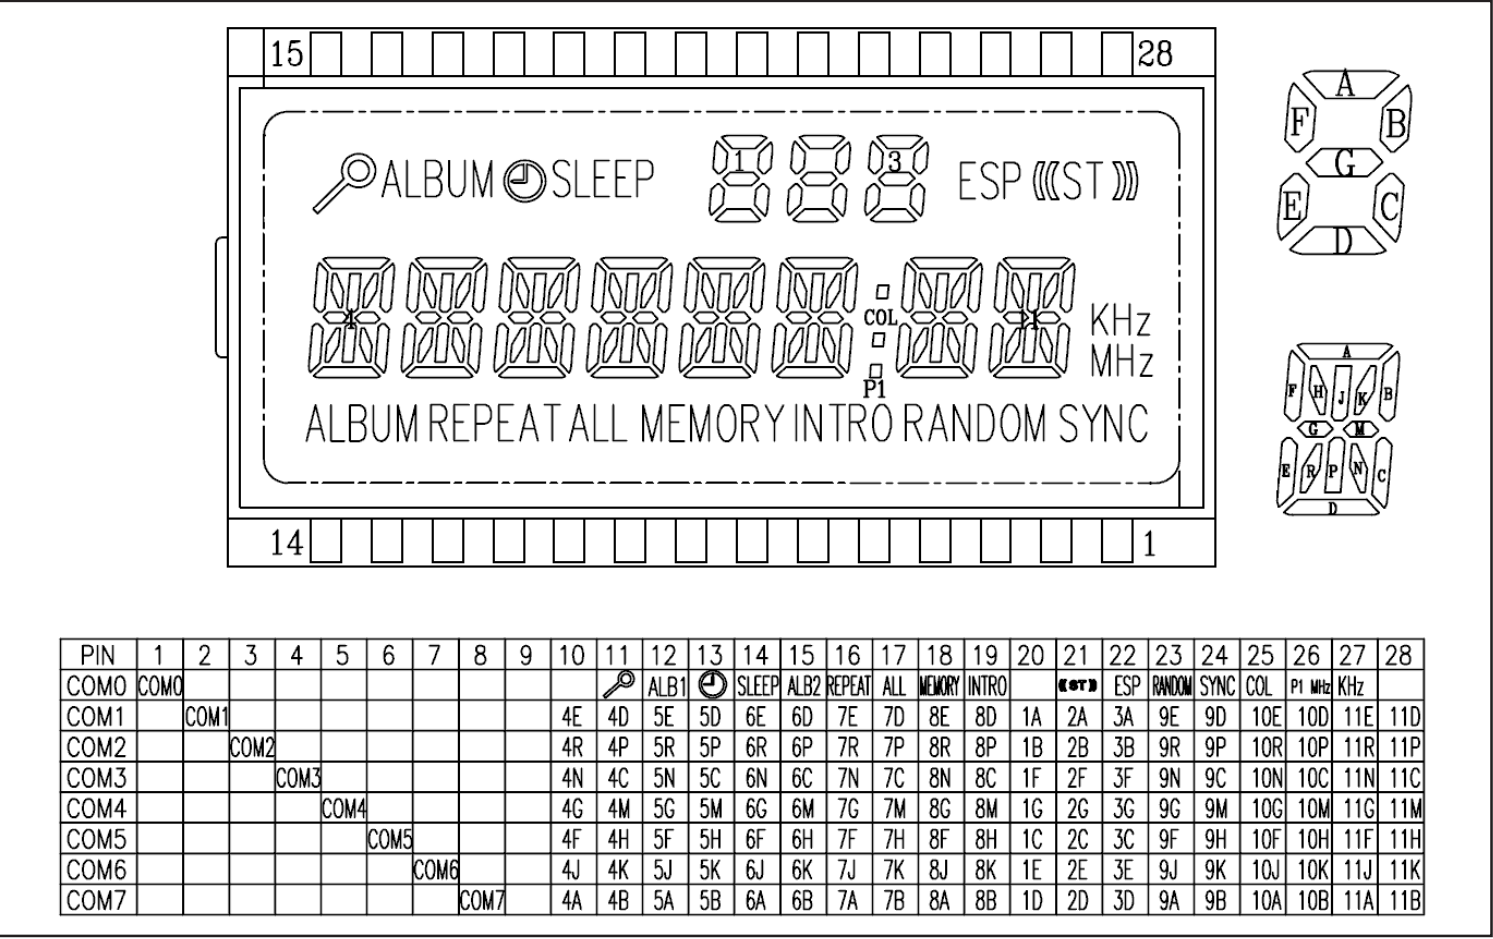 15 28
ALBUM SLEEP 1 3 ESP ST
4 COL 11 KHz
MHz
P1
ALBUM REPEAT ALL MEMORY INTRO RANDOM SYNC
14 1
A
F B
G
E C
D
A
F H J K B
G M
E R P N C
D
PIN 1 2 3 4 5 6 7 8 9 10 11 12 13 14 15 16 17 18 19 20 21 22 23 24 25 26 27 28
COM0 COM0 ALB1 SLEEP ALB2 REPEAT ALL MEMORY INTRO ((ST)) ESP RANDOM SYNC COL P1 MHz KHz
COM1 COM1 4E 4D 5E 5D 6E 6D 7E 7D 8E 8D 1A 2A 3A 9E 9D 10E 10D 11E 11D
COM2 COM2 4R 4P 5R 5P 6R 6P 7R 7P 8R 8P 1B 2B 3B 9R 9P 10R 10P 11R 11P
COM3 COM3 4N 4C 5N 5C 6N 6C 7N 7C 8N 8C 1F 2F 3F 9N 9C 10N 10C 11N 11C
COM4 COM4 4G 4M 5G 5M 6G 6M 7G 7M 8G 8M 1G 2G 3G 9G 9M 10G 10M 11G 11M
COM5 COM5 4F 4H 5F 5H 6F 6H 7F 7H 8F 8H 1C 2C 3C 9F 9H 10F 10H 11F 11H
COM6 COM6 4J 4K 5J 5K 6J 6K 7J 7K 8J 8K 1E 2E 3E 9J 9K 10J 10K 11J 11K
COM7 COM7 4A 4B 5A 5B 6A 6B 7A 7B 8A 8B 1D 2D 3D 9A 9B 10A 10B 11A 11B